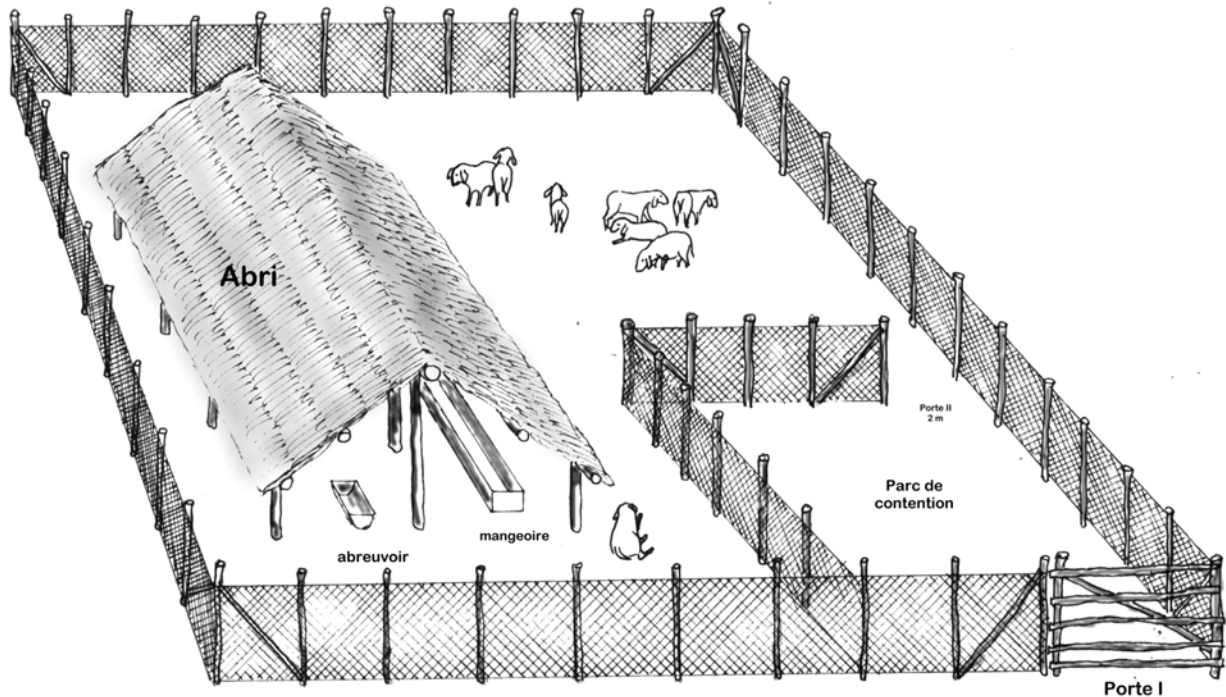 Abri
Porte II
2 m
Parc de
contention
mangeoire
abreuvoir
Porte I